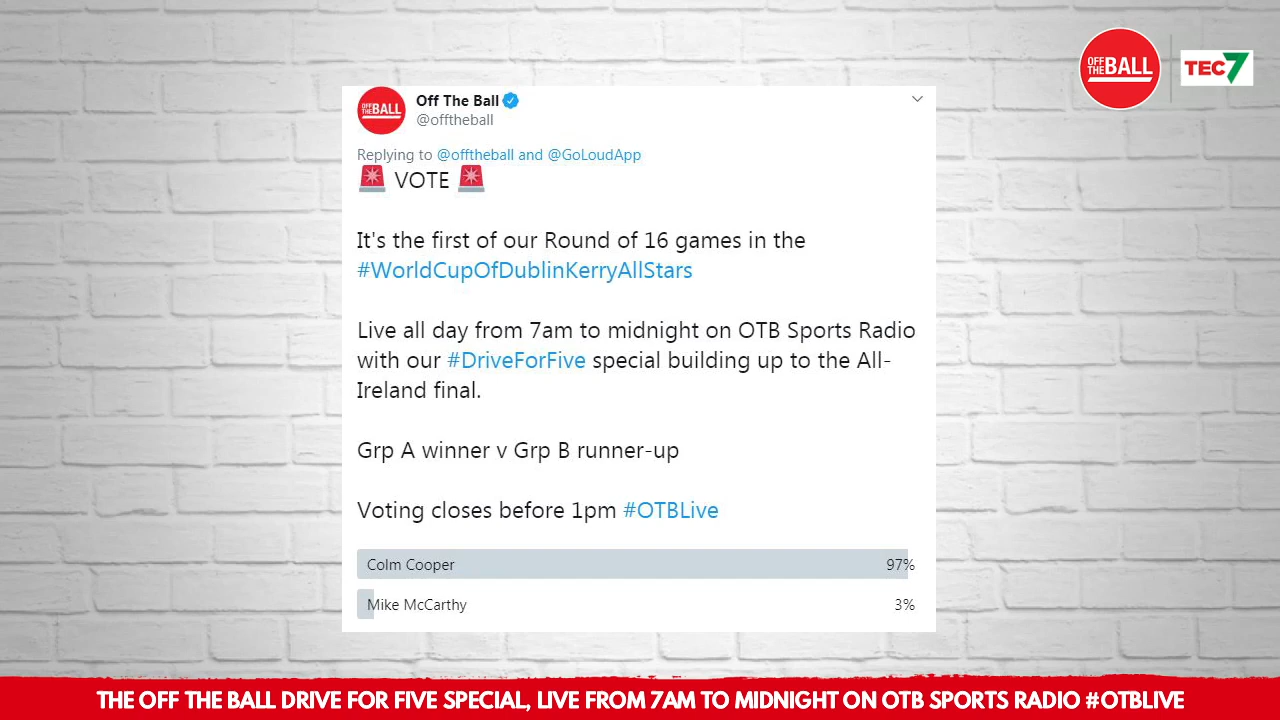 OFF THE BALL
TEC7
OFF THE BALL
Off The Ball
@offtheball
Replying to @offtheball and @GoLoudApp
🚨 VOTE 🚨
It's the first of our Round of 16 games in the
#WorldCupOfDublinKerryAllStars
Live all day from 7am to midnight on OTB Sports Radio
with our #DriveForFive special building up to the All-
Ireland final.
Grp A winner v Grp B runner-up
Voting closes before 1pm #OTBLive
Colm Cooper 97%
Mike McCarthy 3%
THE OFF THE BALL DRIVE FOR FIVE SPECIAL, LIVE FROM 7AM TO MIDNIGHT ON OTB SPORTS RADIO #OTBLIVE